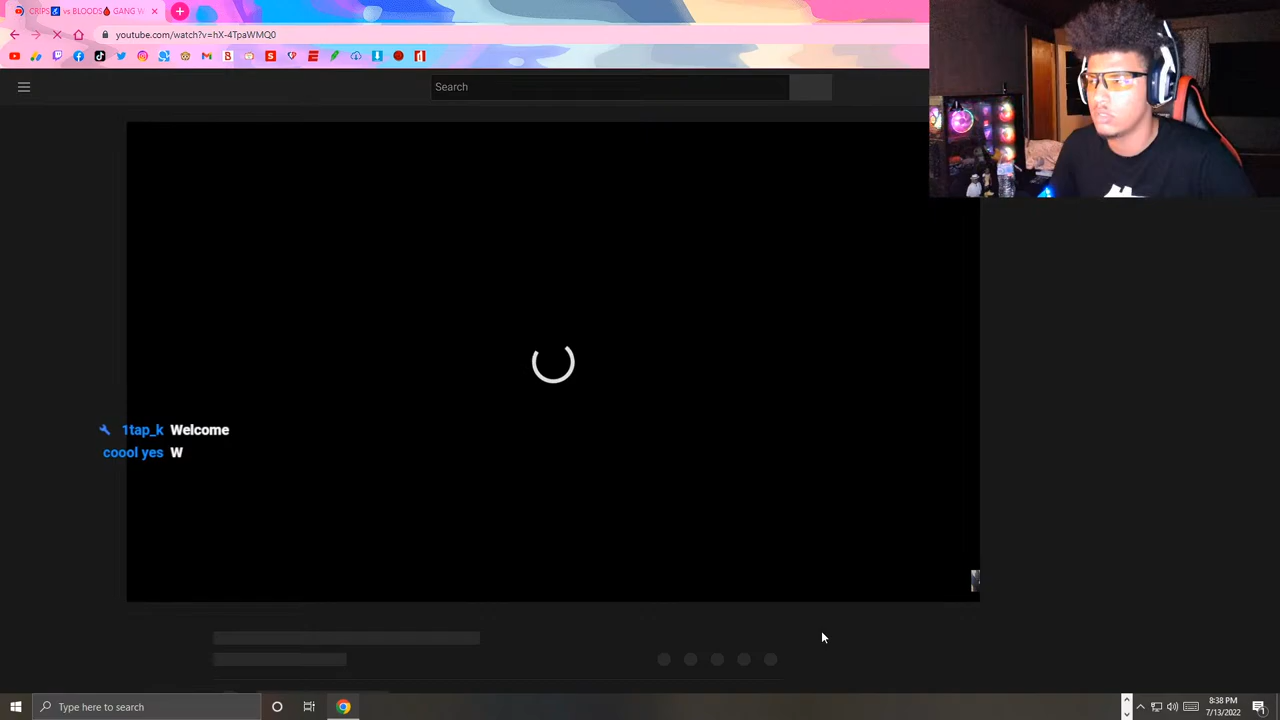 CRIPS vs BLOODS GANG W
youtube.com/watch?v=hX-4TpaWMQ0
Search
1tap_k Welcome
coool yes W
Type here to search
8:38 PM
7/13/2022